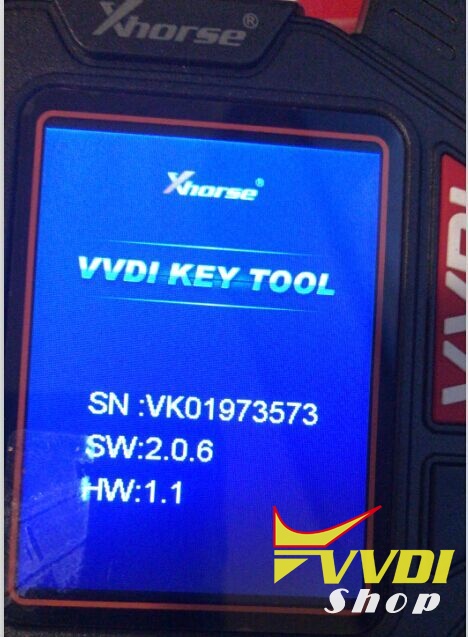 Xhorse®
Xhorse®
VVDI KEY TOOL
SN :VK01973573
SW:2.0.6
HW:1.1
VVDI
VVDI
Shop